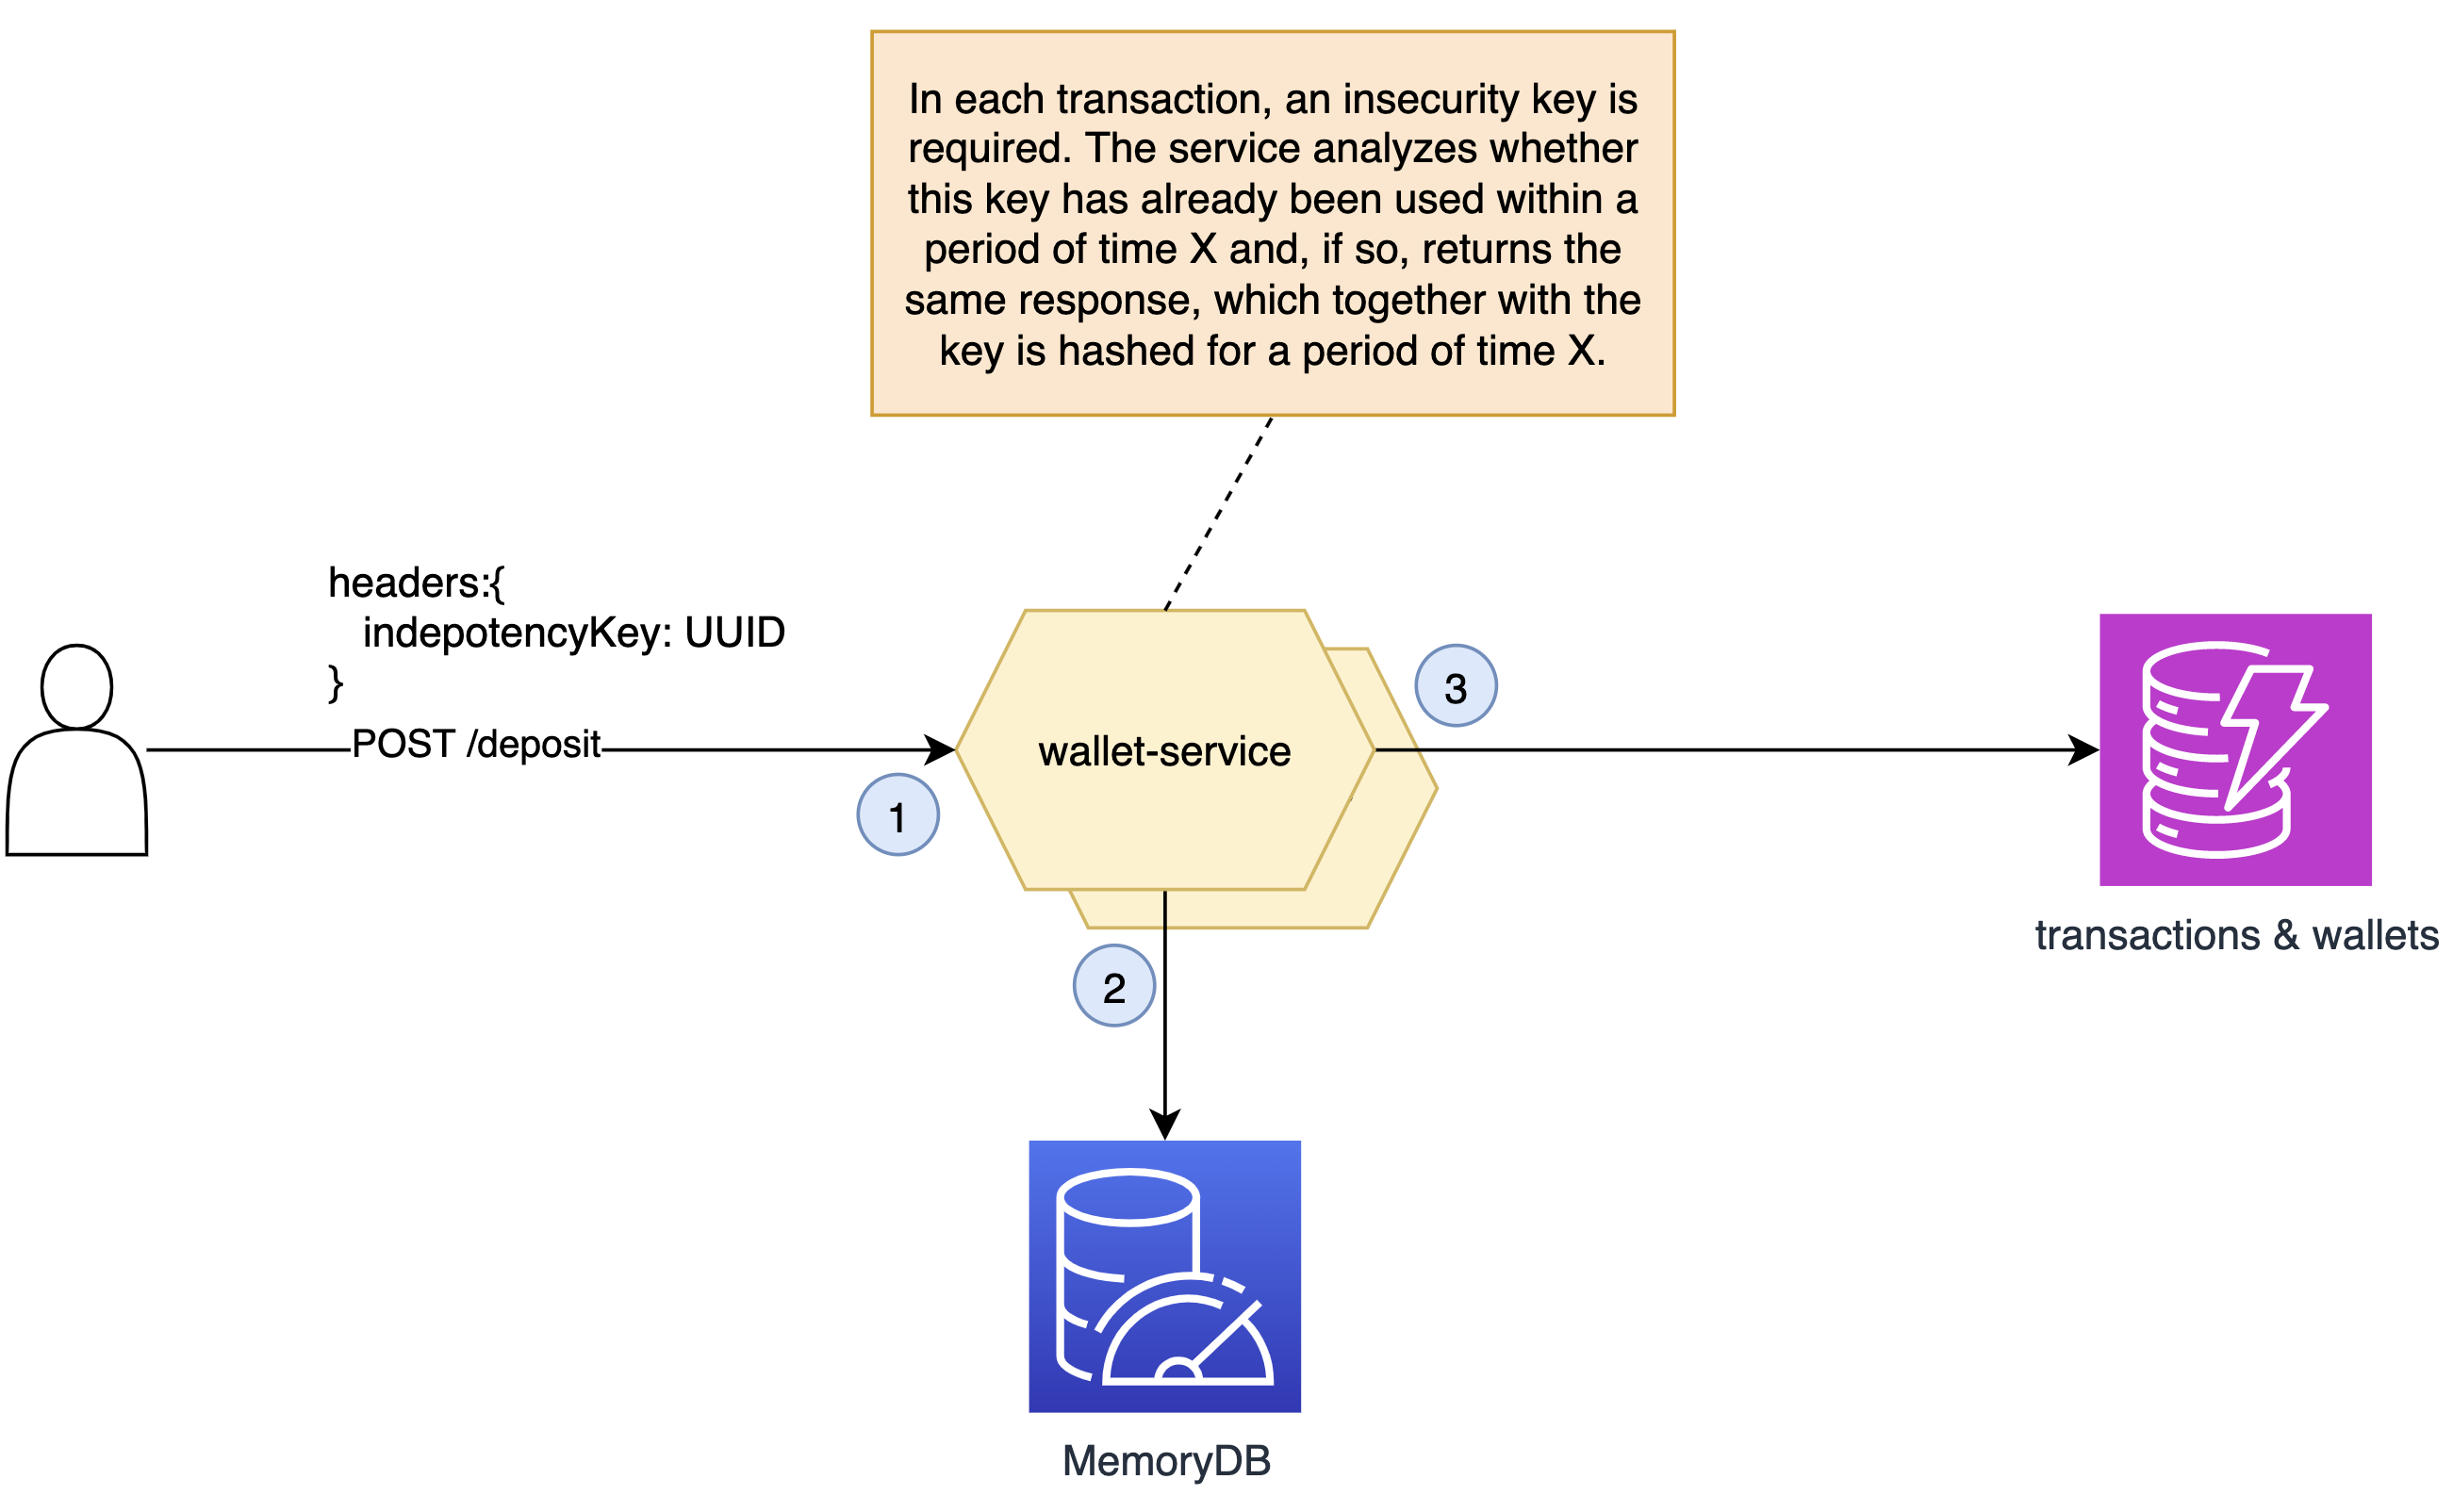 In each transaction, an insecurity key is
required. The service analyzes whether
this key has already been used within a
period of time X and, if so, returns the
same response, which together with the
key is hashed for a period of time X.
headers:{
indepotencyKey: UUID
}
POST /deposit
1
wallet-service
3
transactions & wallets
2
MemoryDB